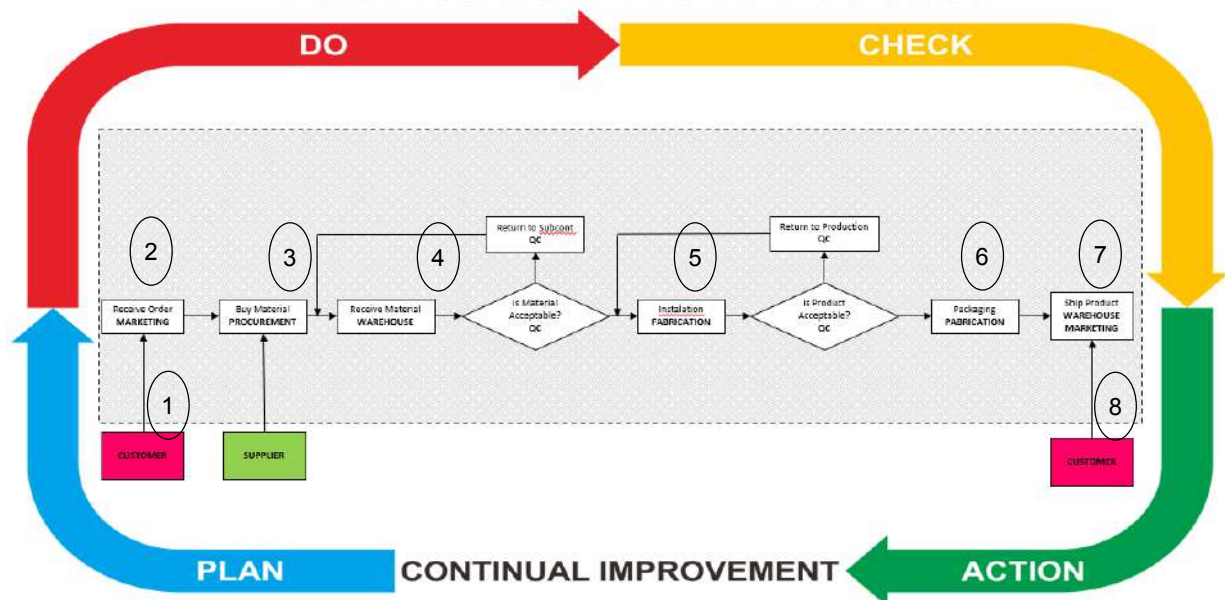 DO
CHECK
2
3
4
5
6
7
Return to Subcont
QC
Return to Production
QC
Receive Order
MARKETING
Buy Material
PROCUREMENT
Receive Material
WAREHOUSE
Is Material
Acceptable?
QC
Instalation
FABRICATION
Is Product
Acceptable?
QC
Packaging
PABRICATION
Ship Product
WAREHOUSE
MARKETING
1
8
CUSTOMER
SUPPLIER
CUSTOMER
PLAN
CONTINUAL IMPROVEMENT
ACTION